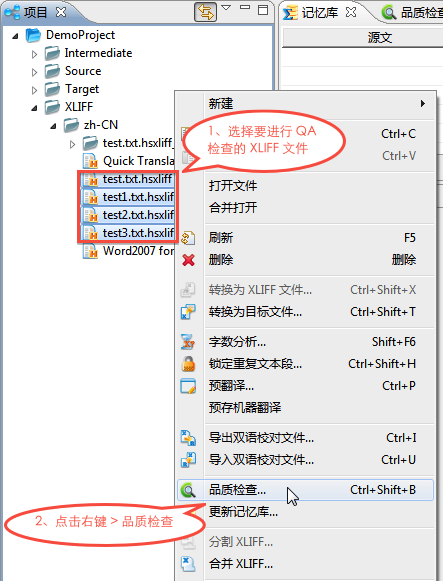 项目
DemoProject
Intermediate
Source
Target
XLIFF
zh-CN
test.txt.hsxliff_
Quick Transla
test.txt.hsxliff
test1.txt.hsxlif
test2.txt.hsxlif
test3.txt.hsxlif
Word2007 for
记忆库
品质检查
源文
新建
Ctrl+C
Ctrl+V
1、选择要进行 QA
检查的 XLIFF 文件
打开文件
合并打开
刷新 F5
删除 删除
转换为 XLIFF 文件... Ctrl+Shift+X
转换为目标文件... Ctrl+Shift+T
字数分析... Shift+F6
锁定重复文本段... Ctrl+Shift+H
预翻译... Ctrl+P
预存机器翻译
导出双语校对文件... Ctrl+I
导入双语校对文件... Ctrl+U
品质检查... Ctrl+Shift+B
2、点击右键 > 品质检查
更新记忆库...
分割 XLIFF...
合并 XLIFF...